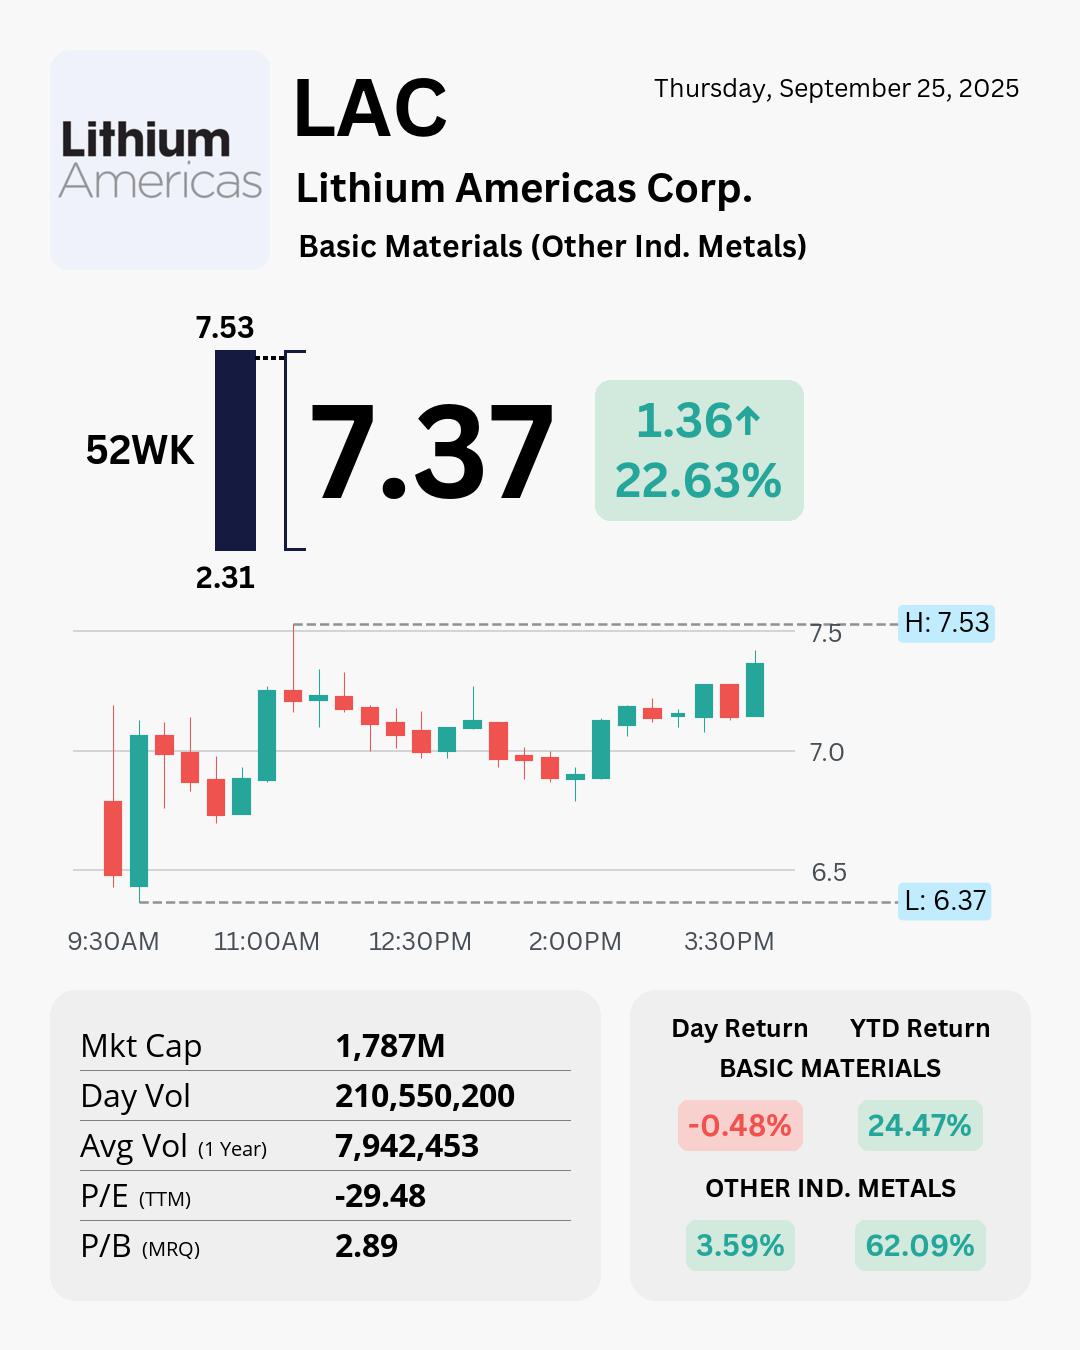 Lithium
Americas
LAC
Thursday, September 25, 2025
Lithium Americas Corp.
Basic Materials (Other Ind. Metals)
7.53
52WK
7.37
1.36↑
22.63%
2.31
H: 7.53
7.5
7.0
6.5
L: 6.37
9:30AM 11:00AM 12:30PM 2:00PM 3:30PM
Mkt Cap 1,787M
Day Vol 210,550,200
Avg Vol (1 Year) 7,942,453
P/E (TTM) -29.48
P/B (MRQ) 2.89
Day Return YTD Return
BASIC MATERIALS
-0.48% 24.47%
OTHER IND. METALS
3.59% 62.09%